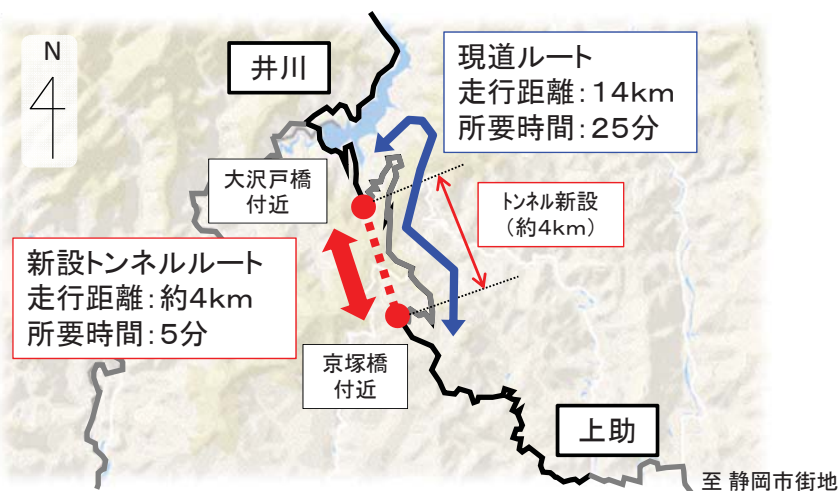 N
井川
現道ルート
走行距離：14km
所要時間：25分
大沢戸橋
付近
トンネル新設
（約4km）
新設トンネルルート
走行距離：約4km
所要時間：5分
京塚橋
付近
上助
至 静岡市街地